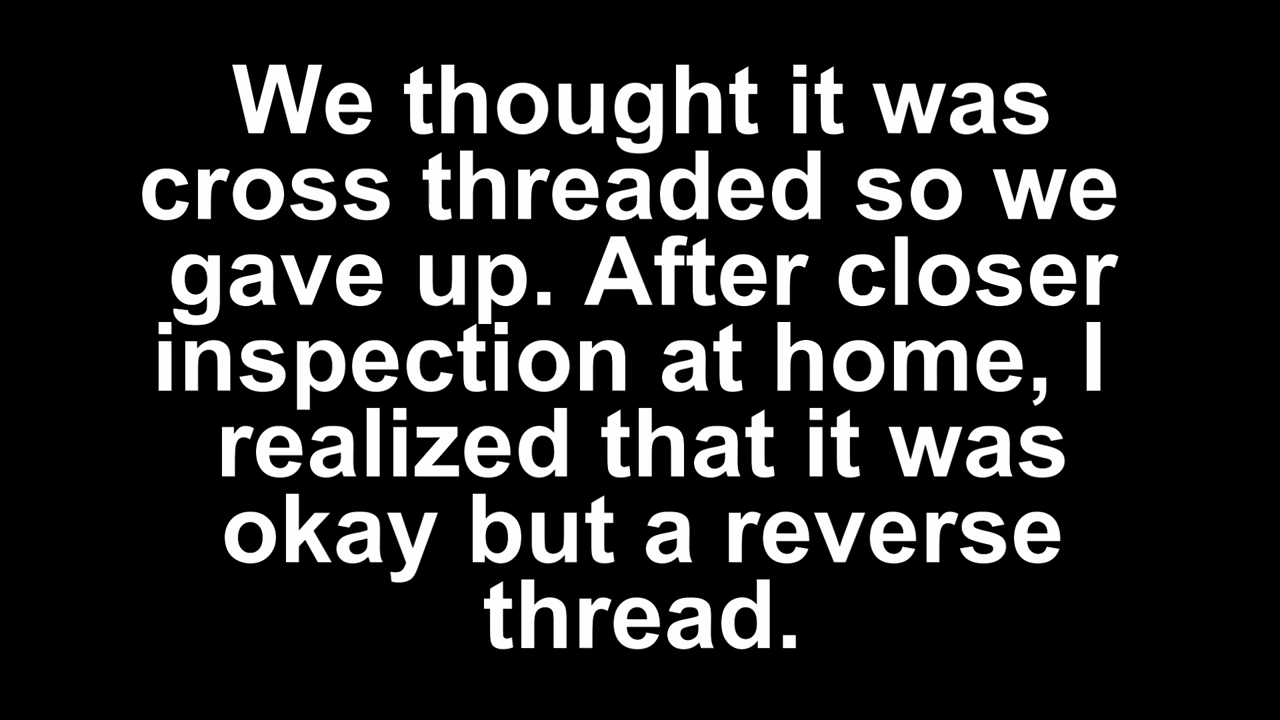 We thought it was
cross threaded so we
gave up. After closer
inspection at home, I
realized that it was
okay but a reverse
thread.